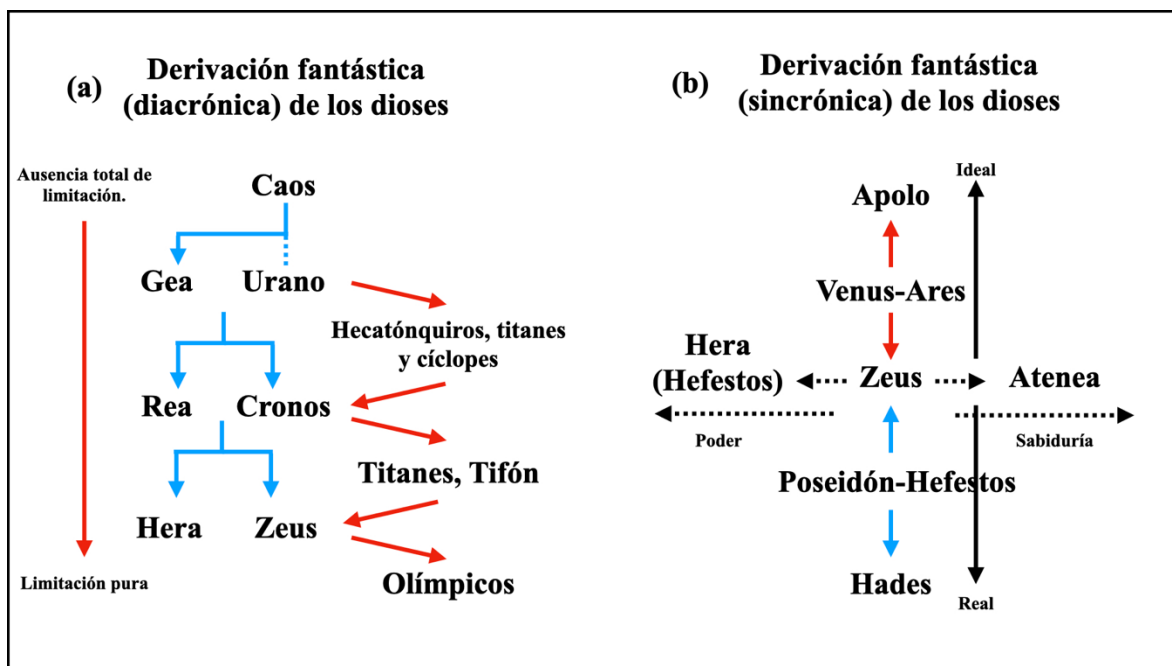 (a)
Derivación fantástica
(diacrónica) de los dioses
Ausencia total de
limitación.
Caos
Gea
Urano
Hecatónquiros, titanes
y cíclopes
Rea
Cronos
Titanes, Tifón
Hera
Zeus
Limitación pura
Olímpicos
(b)
Derivación fantástica
(sincrónica) de los dioses
Ideal
Apolo
Venus-Ares
Hera
(Hefestos)
Zeus
Atenea
Poder
Sabiduría
Poseidón-Hefestos
Hades
Real